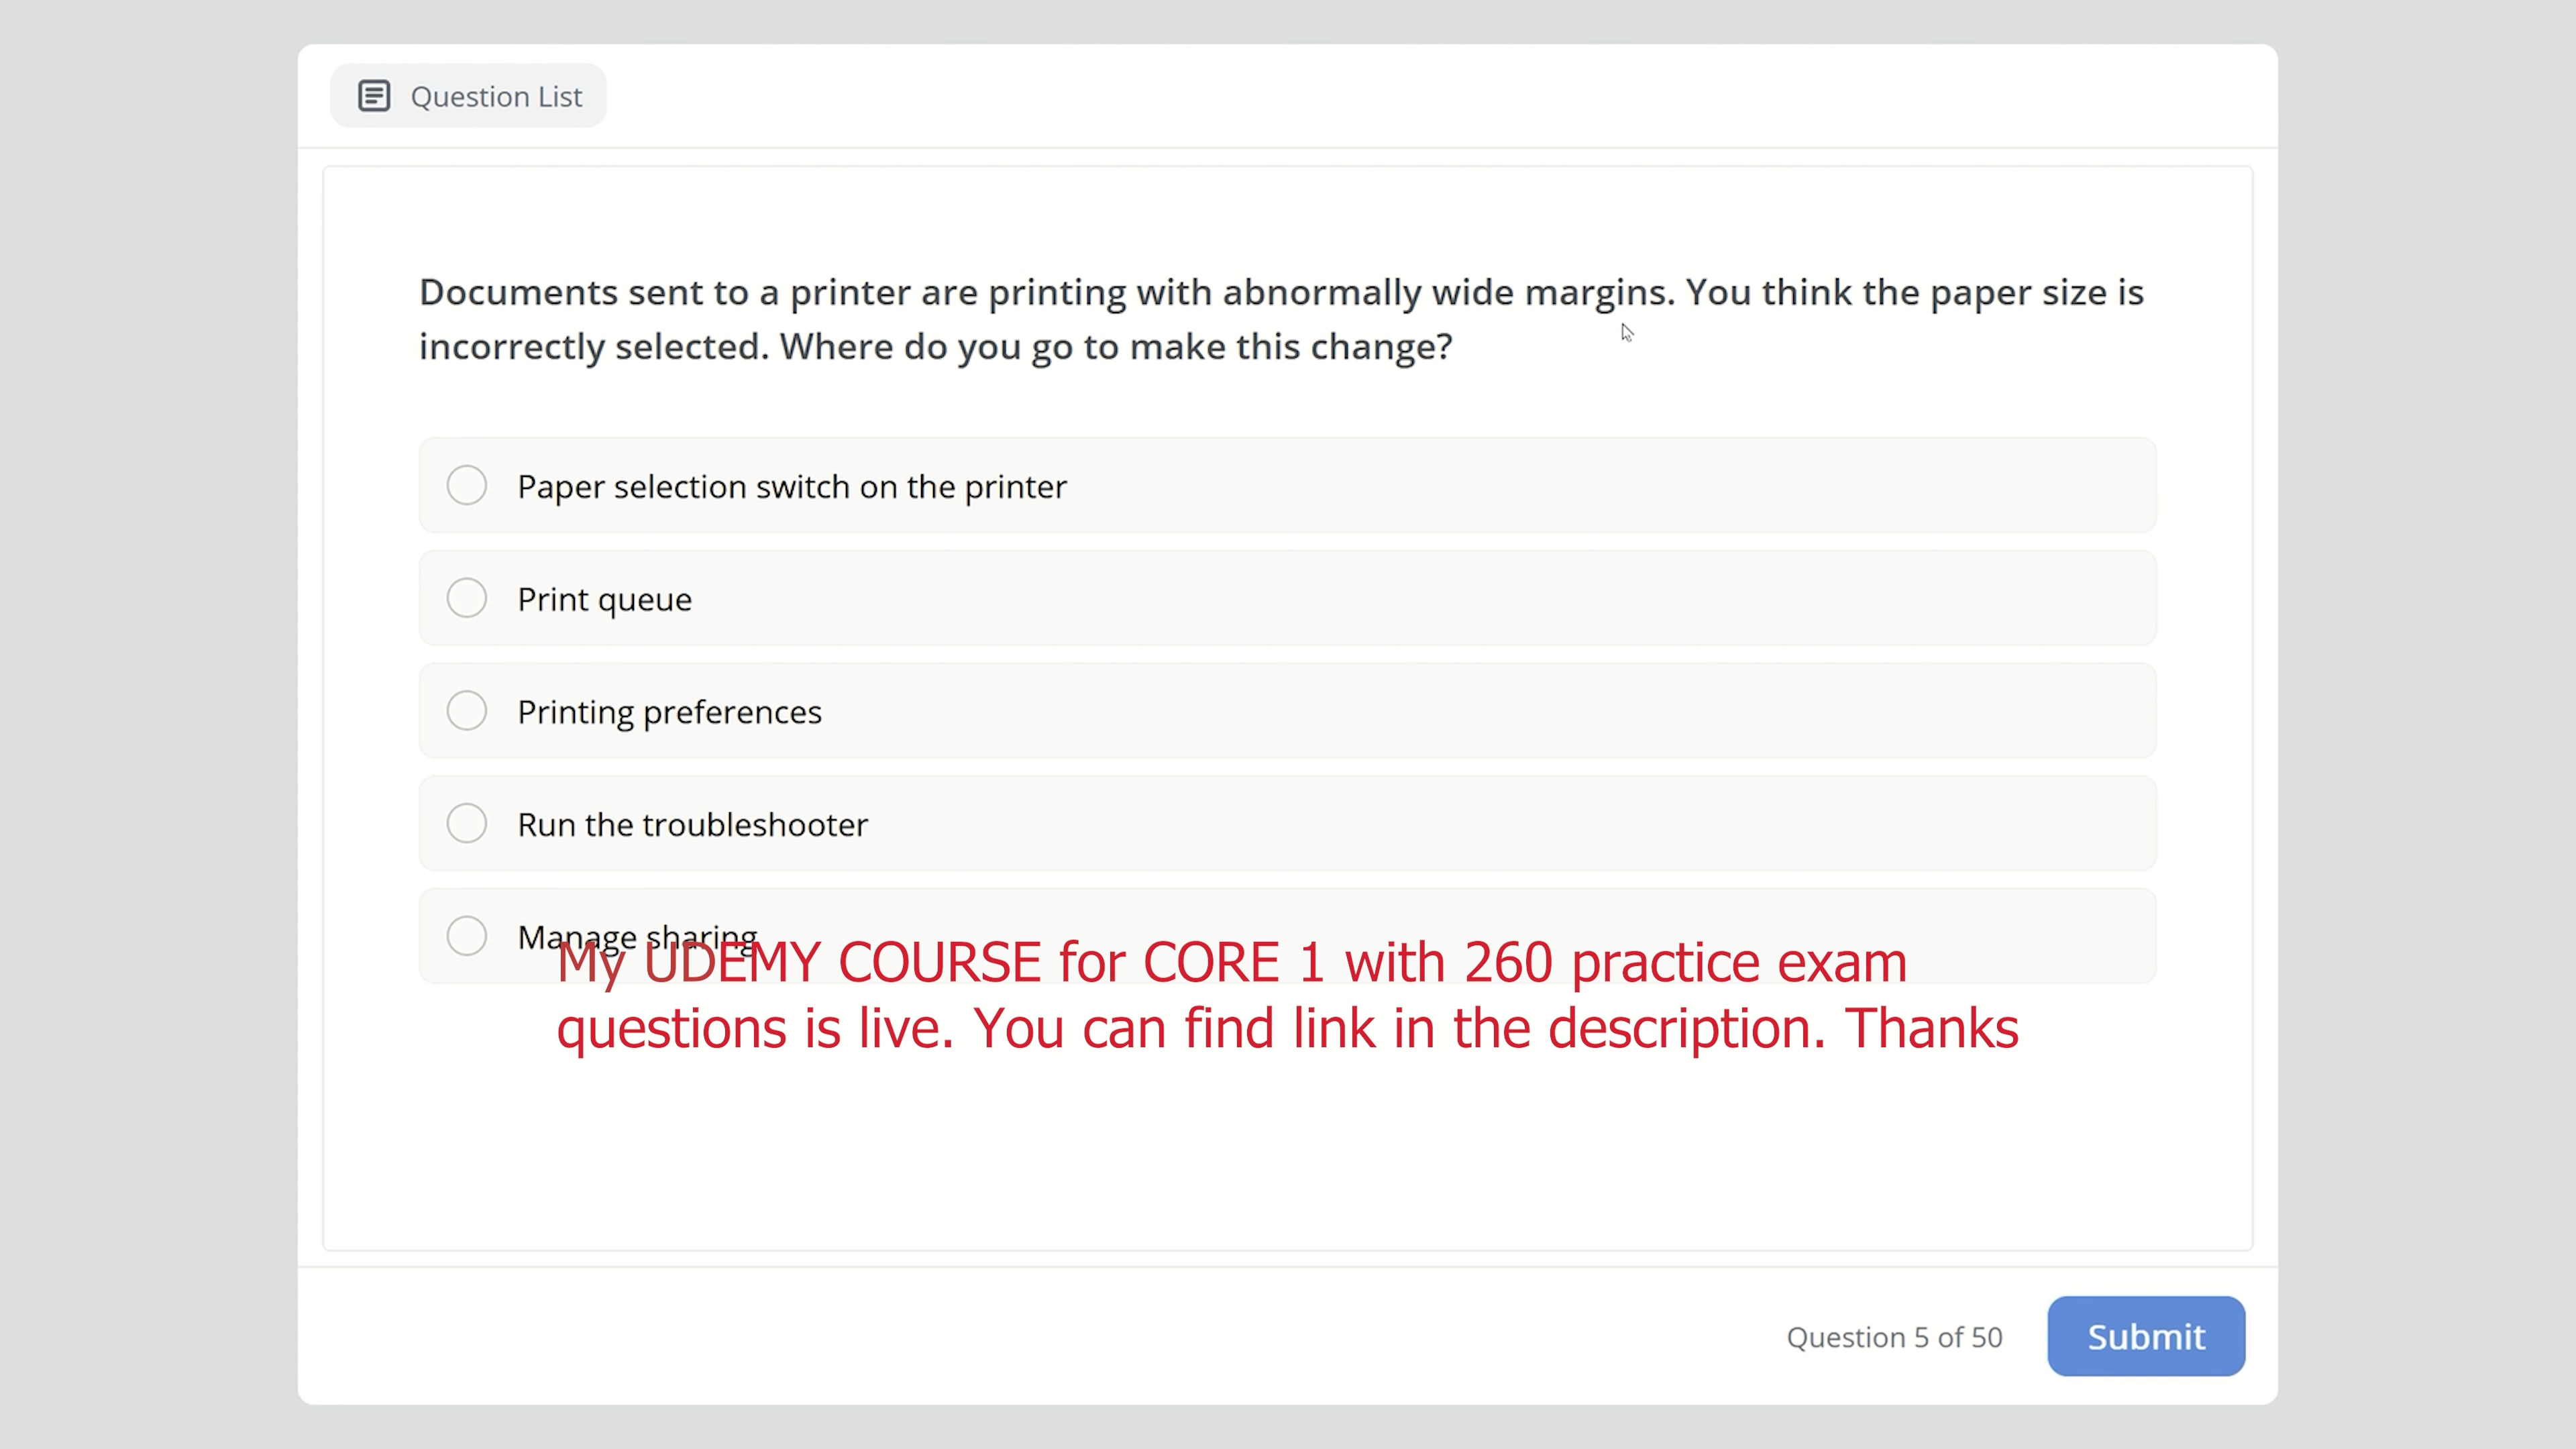 Question List
Documents sent to a printer are printing with abnormally wide margins. You think the paper size is
incorrectly selected. Where do you go to make this change?
Paper selection switch on the printer
Print queue
Printing preferences
Run the troubleshooter
Manage sharing
My UDEMY COURSE for CORE 1 with 260 practice exam
questions is live. You can find link in the description. Thanks
Question 5 of 50
Submit